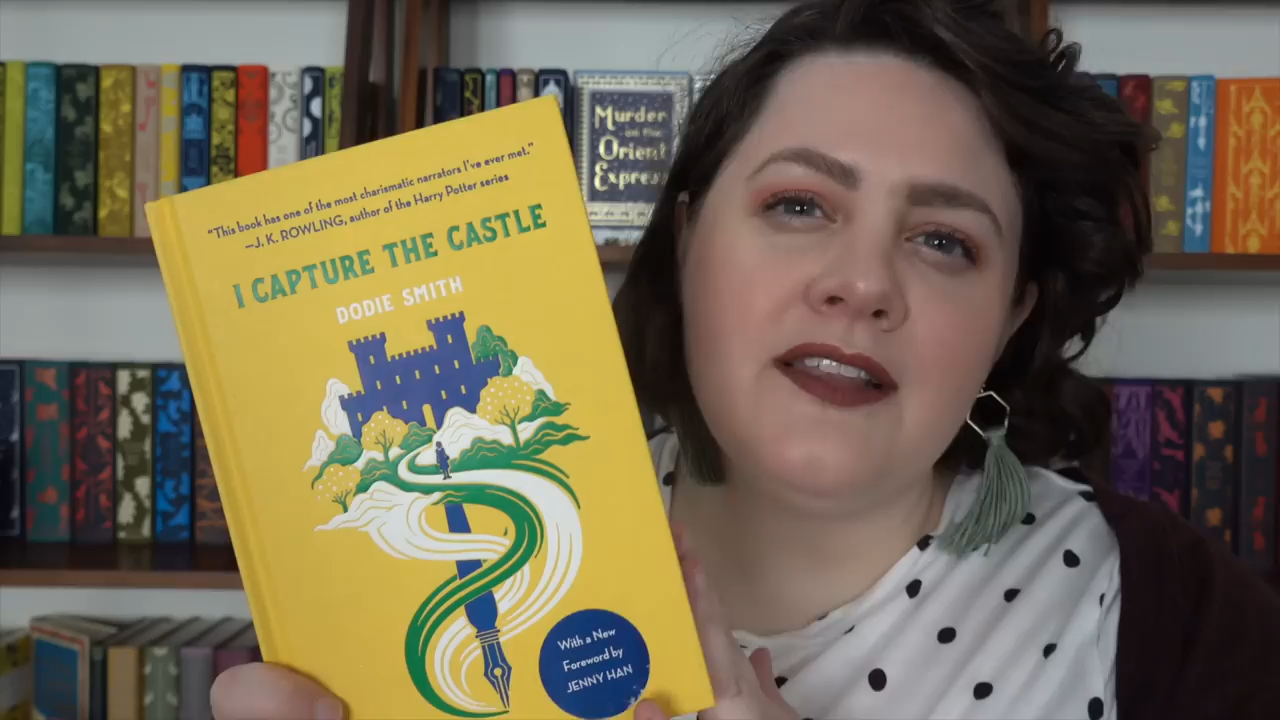 “This book has one of the most charismatic narrators I’ve ever met.”
—J. K. ROWLING, author of the Harry Potter series
I CAPTURE THE CASTLE
DODIE SMITH
With a New
Foreword by
JENNY HAN
Murder
on the
Orient
Express